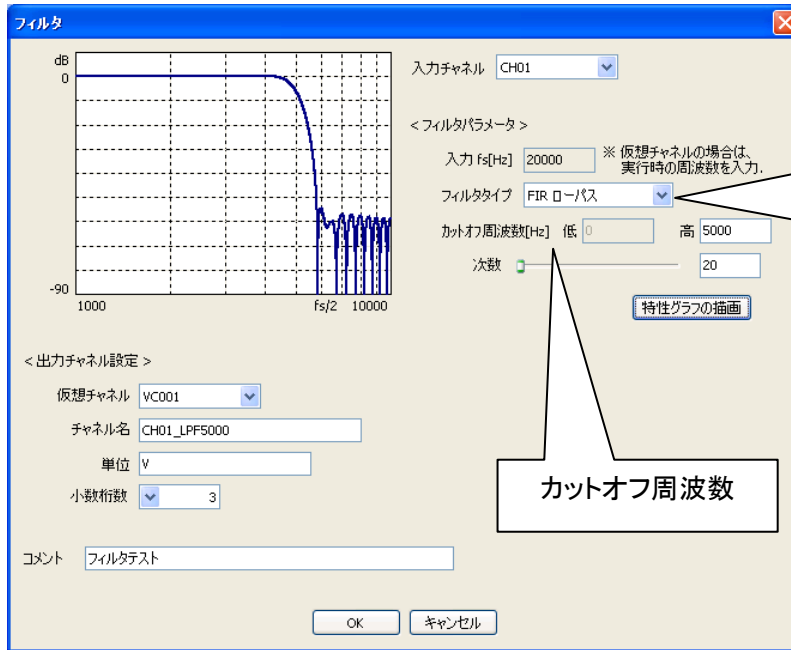 フィルタ
dB
0
-90
1000
fs/2
10000
入力チャネル CH01
<フィルタパラメータ>
入力 fs[Hz] 20000 ※ 仮想チャネルの場合は、
実行時の周波数を入力.
フィルタタイプ FIR ローパス
カットオフ周波数[Hz] 低 0 高 5000
次数 20
特性グラフの描画
<出力チャネル設定>
仮想チャネル VC001
チャネル名 CH01_LPF5000
単位 V
小数桁数 3
カットオフ周波数
コメント フィルタテスト
OK キャンセル